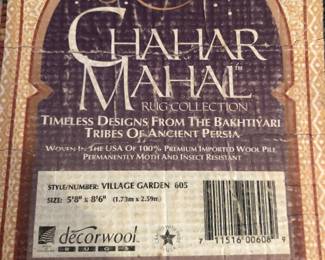 CHAHAR
MAHAL™
RUG COLLECTION
TIMELESS DESIGNS FROM THE BAKHTIYARI
TRIBES OF ANCIENT PERSIA
WOVEN IN THE USA OF 100% PREMIUM IMPORTED WOOL PILE
PERMANENTLY MOTH AND INSECT RESISTANT
STYLE/NUMBER: VILLAGE GARDEN 605
SIZE: 5'8" x 8'6" (1.73m x 2.59m)
decorwool
RUGS
7 11516 00608 9